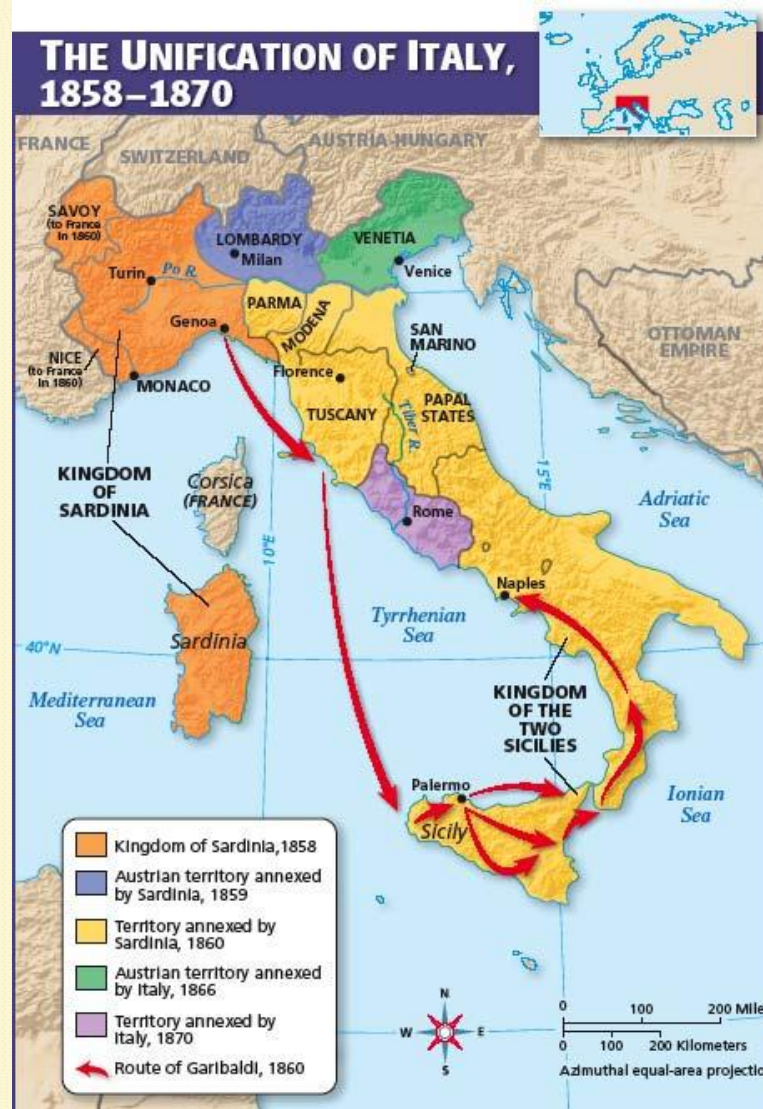 THE UNIFICATION OF ITALY,
1858–1870
FRANCE
SWITZERLAND
AUSTRIA-HUNGARY
SAVOY
(to France
in 1860)
LOMBARDY
Milan
VENETIA
Venice
Turin
Po R.
PARMA
MODENA
Genoa
SAN
MARINO
OTTOMAN
EMPIRE
NICE
(to France
in 1860)
MONACO
Florence
TUSCANY
Tiber R.
PAPAL
STATES
KINGDOM
OF
SARDINIA
Corsica
(FRANCE)
10°E
15°E
Rome
Adriatic
Sea
Naples
Tyrrhenian
Sea
Sardinia
40°N
Mediterranean
Sea
KINGDOM
OF THE
TWO
SICILIES
Palermo
Sicily
Ionian
Sea
Kingdom of Sardinia,1858
Austrian territory annexed
by Sardinia, 1859
Territory annexed by
Sardinia, 1860
Austrian territory annexed
by Italy, 1866
Territory annexed by
Italy, 1870
Route of Garibaldi, 1860
N
W E
S
0 100 200 Mile
0 100 200 Kilometers
Azimuthal equal-area projectio